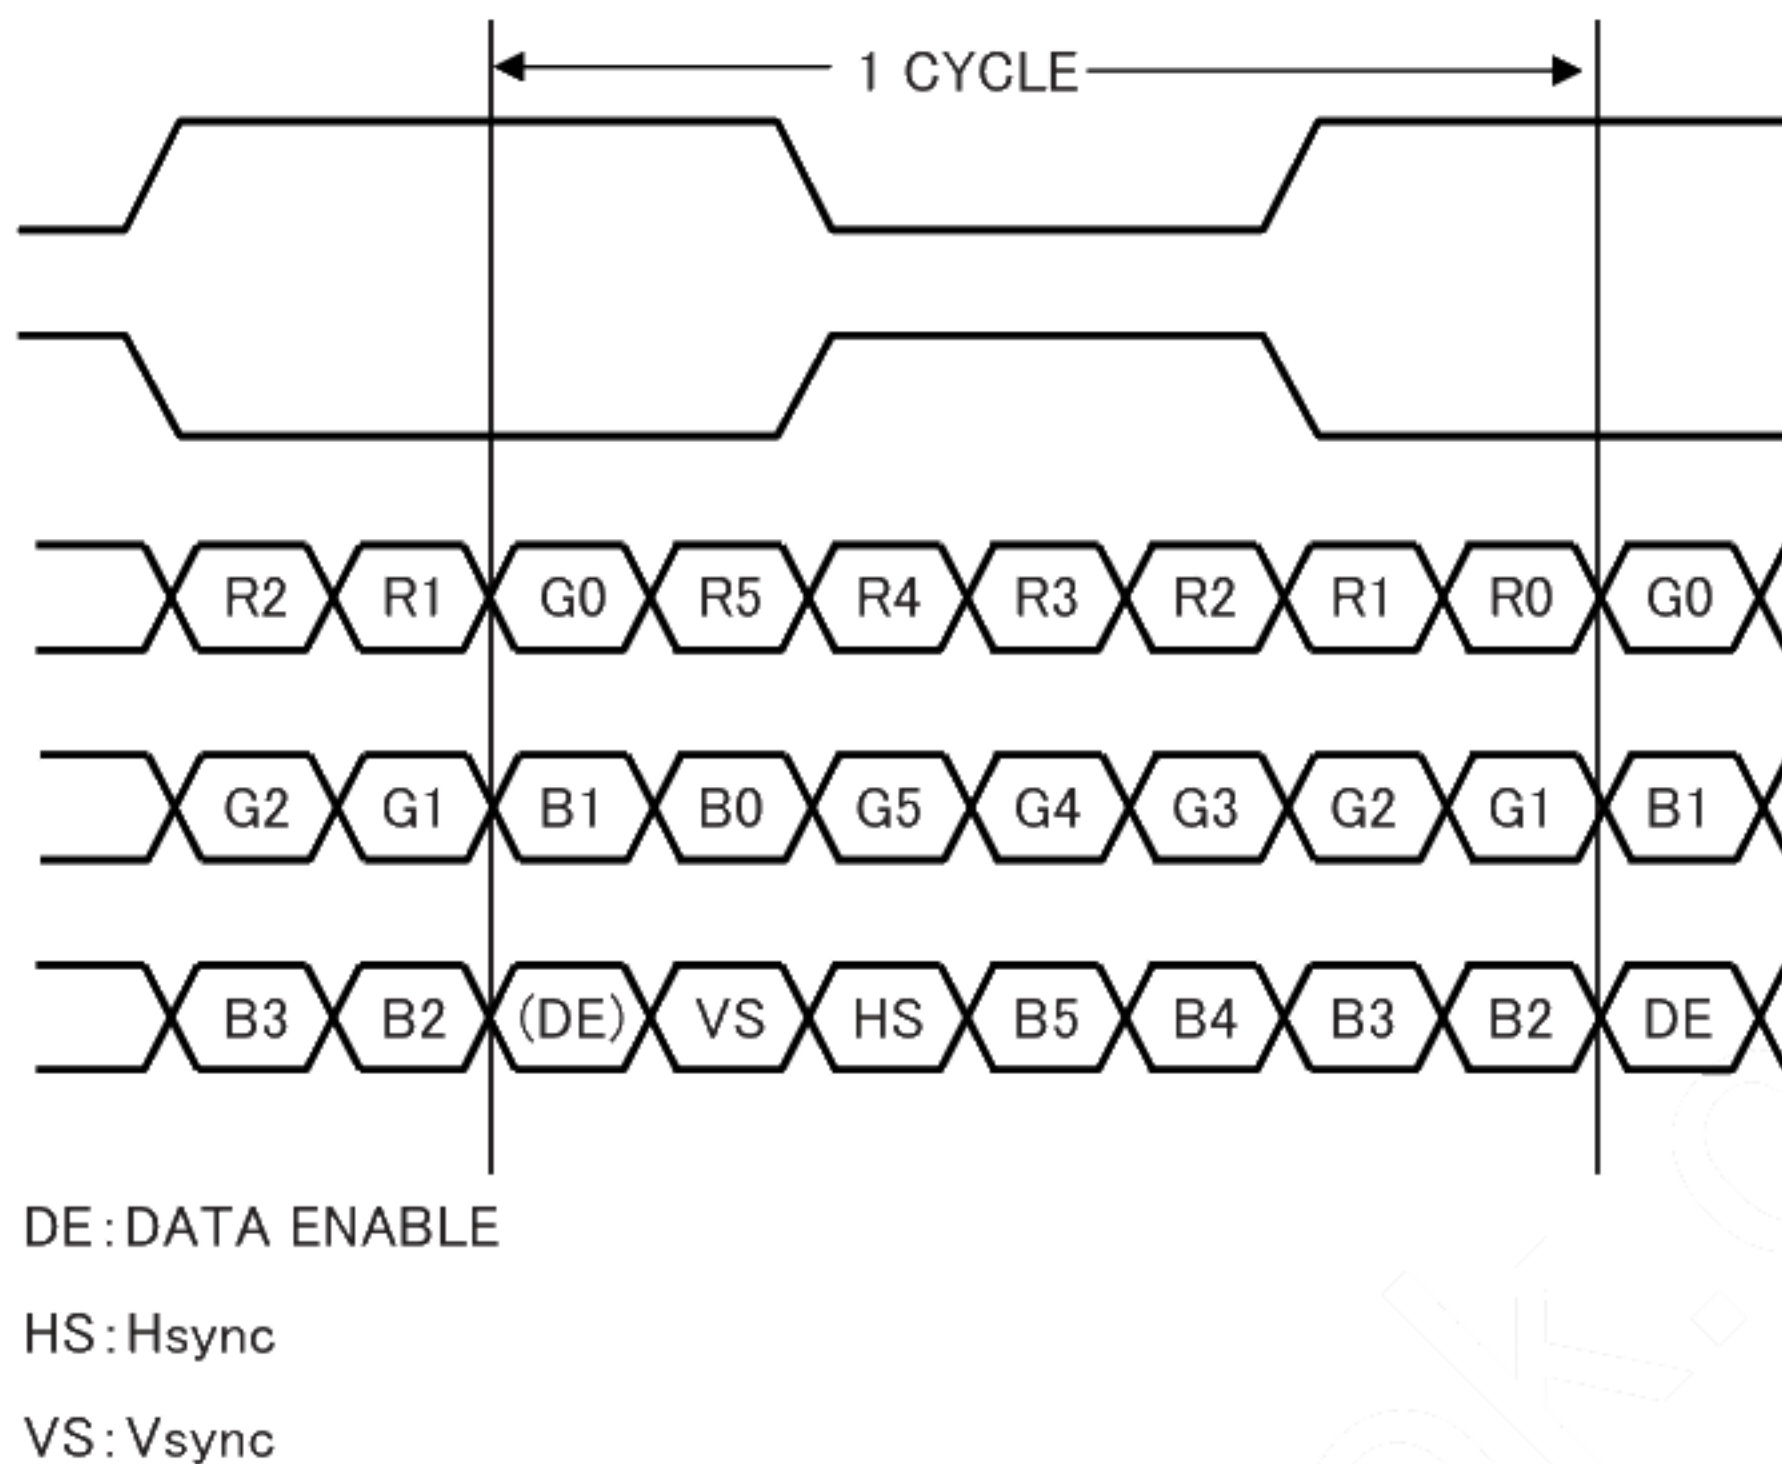 1 CYCLE
R2 R1 G0 R5 R4 R3 R2 R1 R0 G0
G2 G1 B1 B0 G5 G4 G3 G2 G1 B1
B3 B2 (DE) VS HS B5 B4 B3 B2 DE
DE:DATA ENABLE
HS:Hsync
VS:Vsync